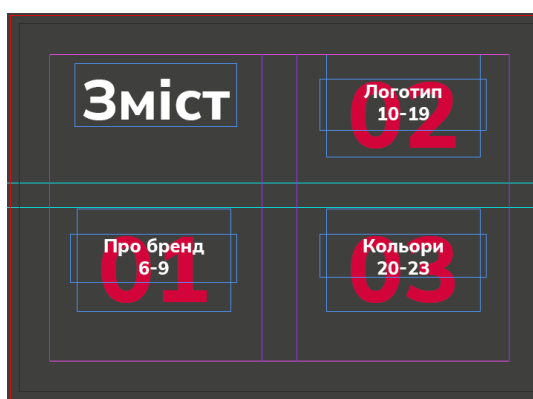 Зміст
01
Про бренд
6-9
02
Логотип
10-19
03
Кольори
20-23